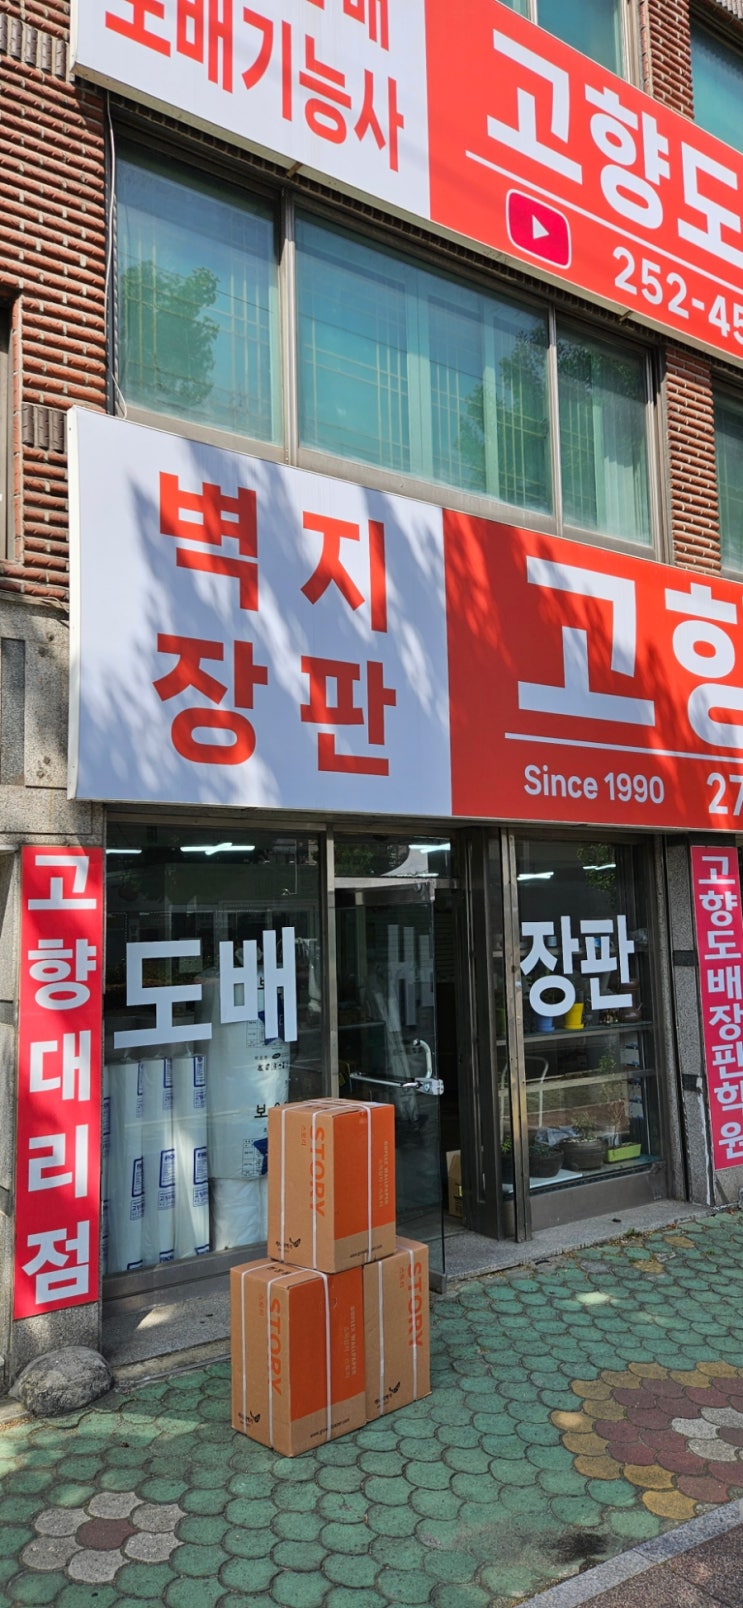 도배기능사
고향도
252-45
벽지
장판
고향
Since 1990
27
고향대리점
도배
장판
고향도배장판학원
STORY
STORY
STORY